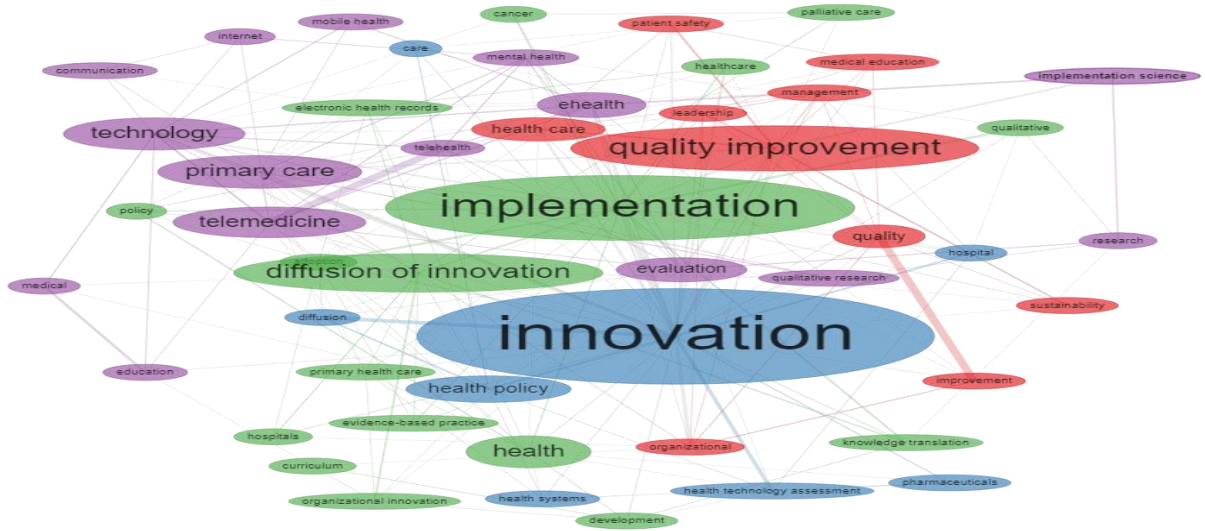 cancer
palliative care
mobile health
patient safety
internet
care
mental health
medical education
healthcare
communication
implementation science
management
electronic health records
ehealth
leadership
technology
health care
qualitative
telehealth
quality improvement
primary care
implementation
policy
telemedicine
quality
research
hospital
adoption
diffusion of innovation
evaluation
qualitative research
medical
sustainability
diffusion
innovation
education
primary health care
improvement
health policy
evidence-based practice
hospitals
knowledge translation
organizational
health
curriculum
pharmaceuticals
health technology assessment
organizational innovation
health systems
development